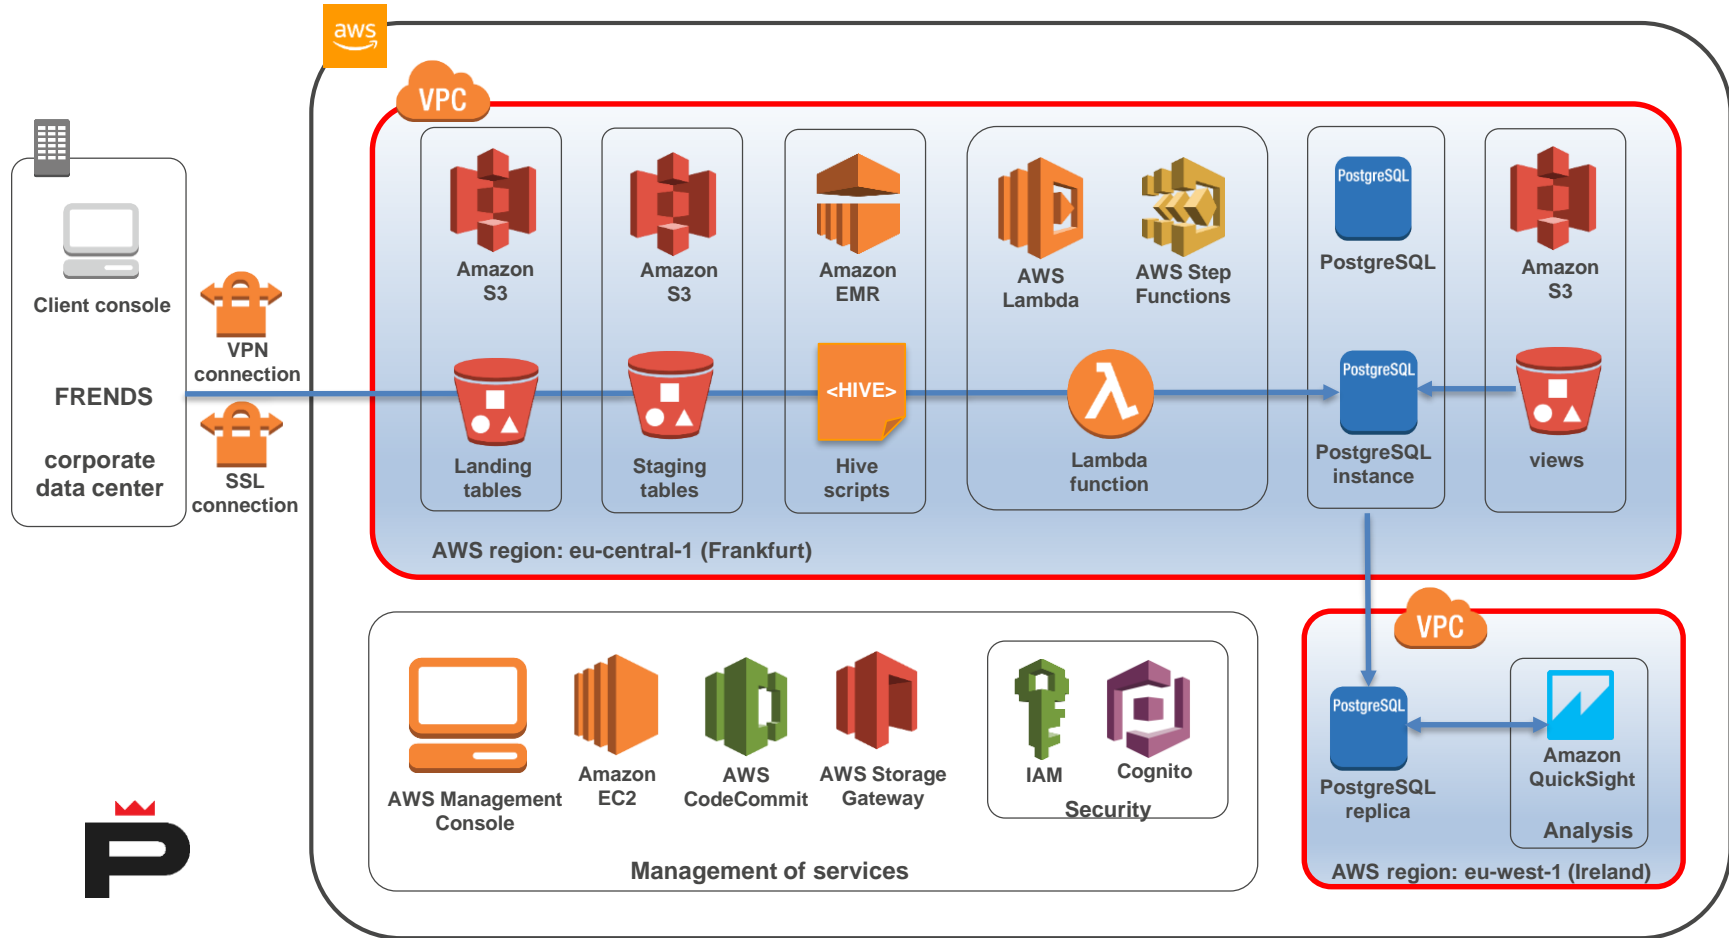 aws
VPC
Amazon
S3
Amazon
S3
Amazon
EMR
AWS
Lambda
AWS Step
Functions
PostgreSQL
PostgreSQL
Amazon
S3
Client console
VPN
connection
FRENDS
SSL
connection
corporate
data center
Landing
tables
Staging
tables
<HIVE>
Hive
scripts
λ
Lambda
function
PostgreSQL
PostgreSQL
instance
views
AWS region: eu-central-1 (Frankfurt)
AWS Management
Console
Amazon
EC2
AWS
CodeCommit
AWS Storage
Gateway
IAM
Cognito
Security
Management of services
VPC
PostgreSQL
PostgreSQL
replica
Amazon
QuickSight
Analysis
AWS region: eu-west-1 (Ireland)
P